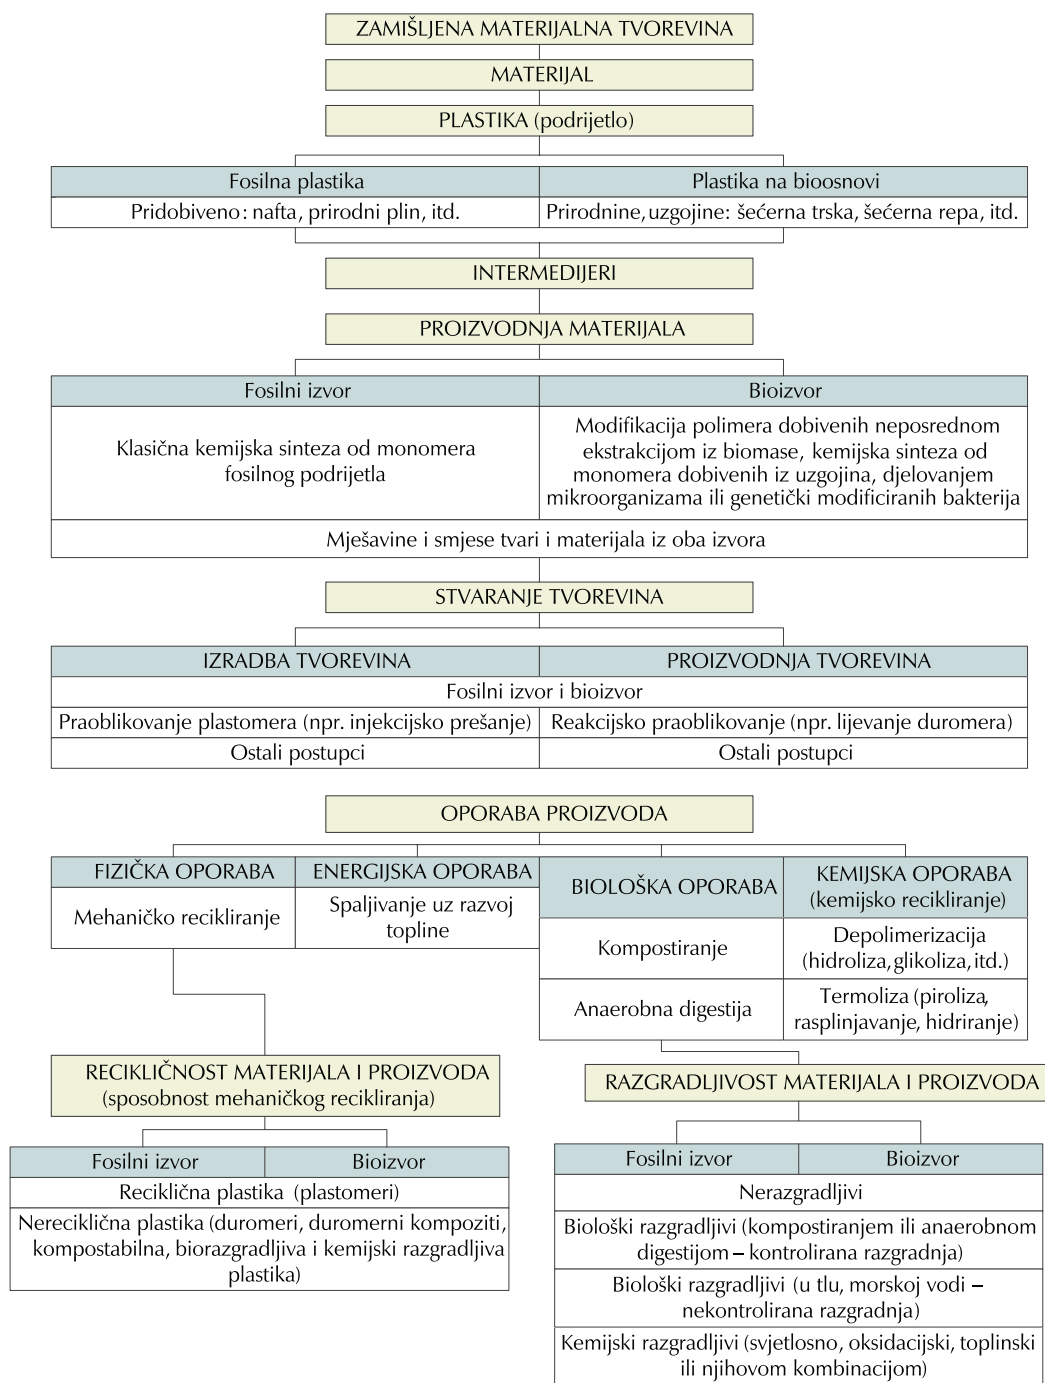 ZAMIŠLJENA MATERIJALNA TVOREVINA
MATERIJAL
PLASTIKA (podrijetlo)
Fosilna plastika
Plastika na bioosnovi
Pridobiveno: nafta, prirodni plin, itd.
Prirodnine, uzgojine: šećerna trska, šećerna repa, itd.
INTERMEDIJERI
PROIZVODNJA MATERIJALA
Fosilni izvor
Bioizvor
Klasična kemijska sinteza od monomera
fosilnog podrijetla
Modifikacija polimera dobivenih neposrednom
ekstrakcijom iz biomase, kemijska sinteza od
monomera dobivenih iz uzgojina, djelovanjem
mikroorganizama ili genetički modificiranih bakterija
Mješavine i smjese tvari i materijala iz oba izvora
STVARANJE TVOREVINA
IZRADBA TVOREVINA
PROIZVODNJA TVOREVINA
Fosilni izvor i bioizvor
Praoblikovanje plastomera (npr. injekcijsko prešanje)
Reakcijsko praoblikovanje (npr. lijevanje duromera)
Ostali postupci
Ostali postupci
OPORABA PROIZVODA
FIZIČKA OPORABA
ENERGIJSKA OPORABA
BIOLOŠKA OPORABA
KEMIJSKA OPORABA
(kemijsko recikliranje)
Mehaničko recikliranje
Spaljivanje uz razvoj
topline
Kompostiranje
Depolimerizacija
(hidroliza, glikoliza, itd.)
Anaerobna digestija
Termoliza (piroliza,
rasplinjavanje, hidriranje)
RECIKLIČNOST MATERIJALA I PROIZVODA
(sposobnost mehaničkog recikliranja)
Fosilni izvor
Bioizvor
Reciklična plastika (plastomeri)
Nereciklična plastika (duromeri, duromerni kompoziti,
kompostabilna, biorazgradljiva i kemijski razgradljiva
plastika)
RAZGRADLJIVOST MATERIJALA I PROIZVODA
Fosilni izvor
Bioizvor
Nerazgradljivi
Biološki razgradljivi (kompostiranjem ili anaerobnom
digestijom – kontrolirana razgradnja)
Biološki razgradljivi (u tlu, morskoj vodi –
nekontrolirana razgradnja)
Kemijski razgradljivi (svjetlosno, oksidacijski, toplinski
ili njihovom kombinacijom)